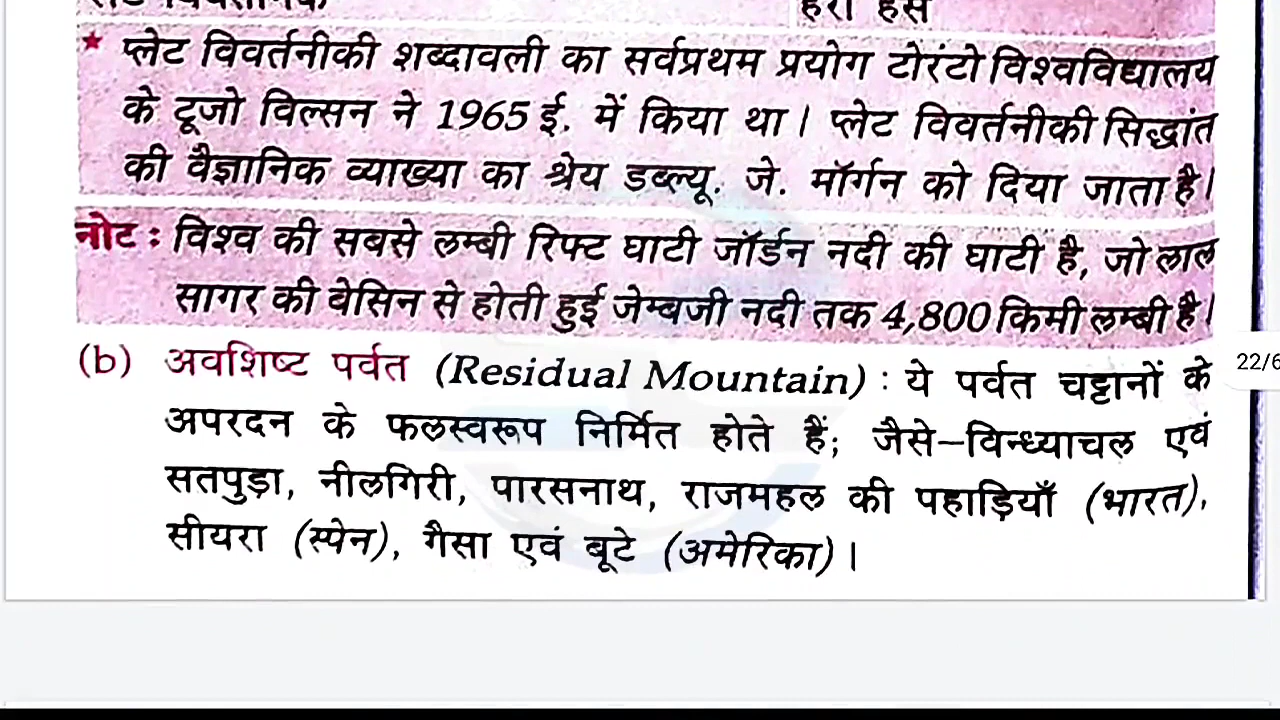 हरा हस
★ प्लेट विवर्तनीकी शब्दावली का सर्वप्रथम प्रयोग टोरंटो विश्वविद्यालय
के टूजो विल्सन ने 1965 ई. में किया था। प्लेट विवर्तनीकी सिद्धांत
की वैज्ञानिक व्याख्या का श्रेय डब्ल्यू. जे. मॉर्गन को दिया जाता है।
नोट : विश्व की सबसे लम्बी रिफ्ट घाटी जॉर्डन नदी की घाटी है, जो लाल
सागर की बेसिन से होती हुई जेम्बजी नदी तक 4,800 किमी लम्बी है।
(b) अवशिष्ट पर्वत (Residual Mountain) : ये पर्वत चट्टानों के
अपरदन के फलस्वरूप निर्मित होते हैं; जैसे–विन्ध्याचल एवं
सतपुड़ा, नीलगिरी, पारसनाथ, राजमहल की पहाड़ियाँ (भारत),
सीयरा (स्पेन), गैसा एवं बूटे (अमेरिका)।
22/6